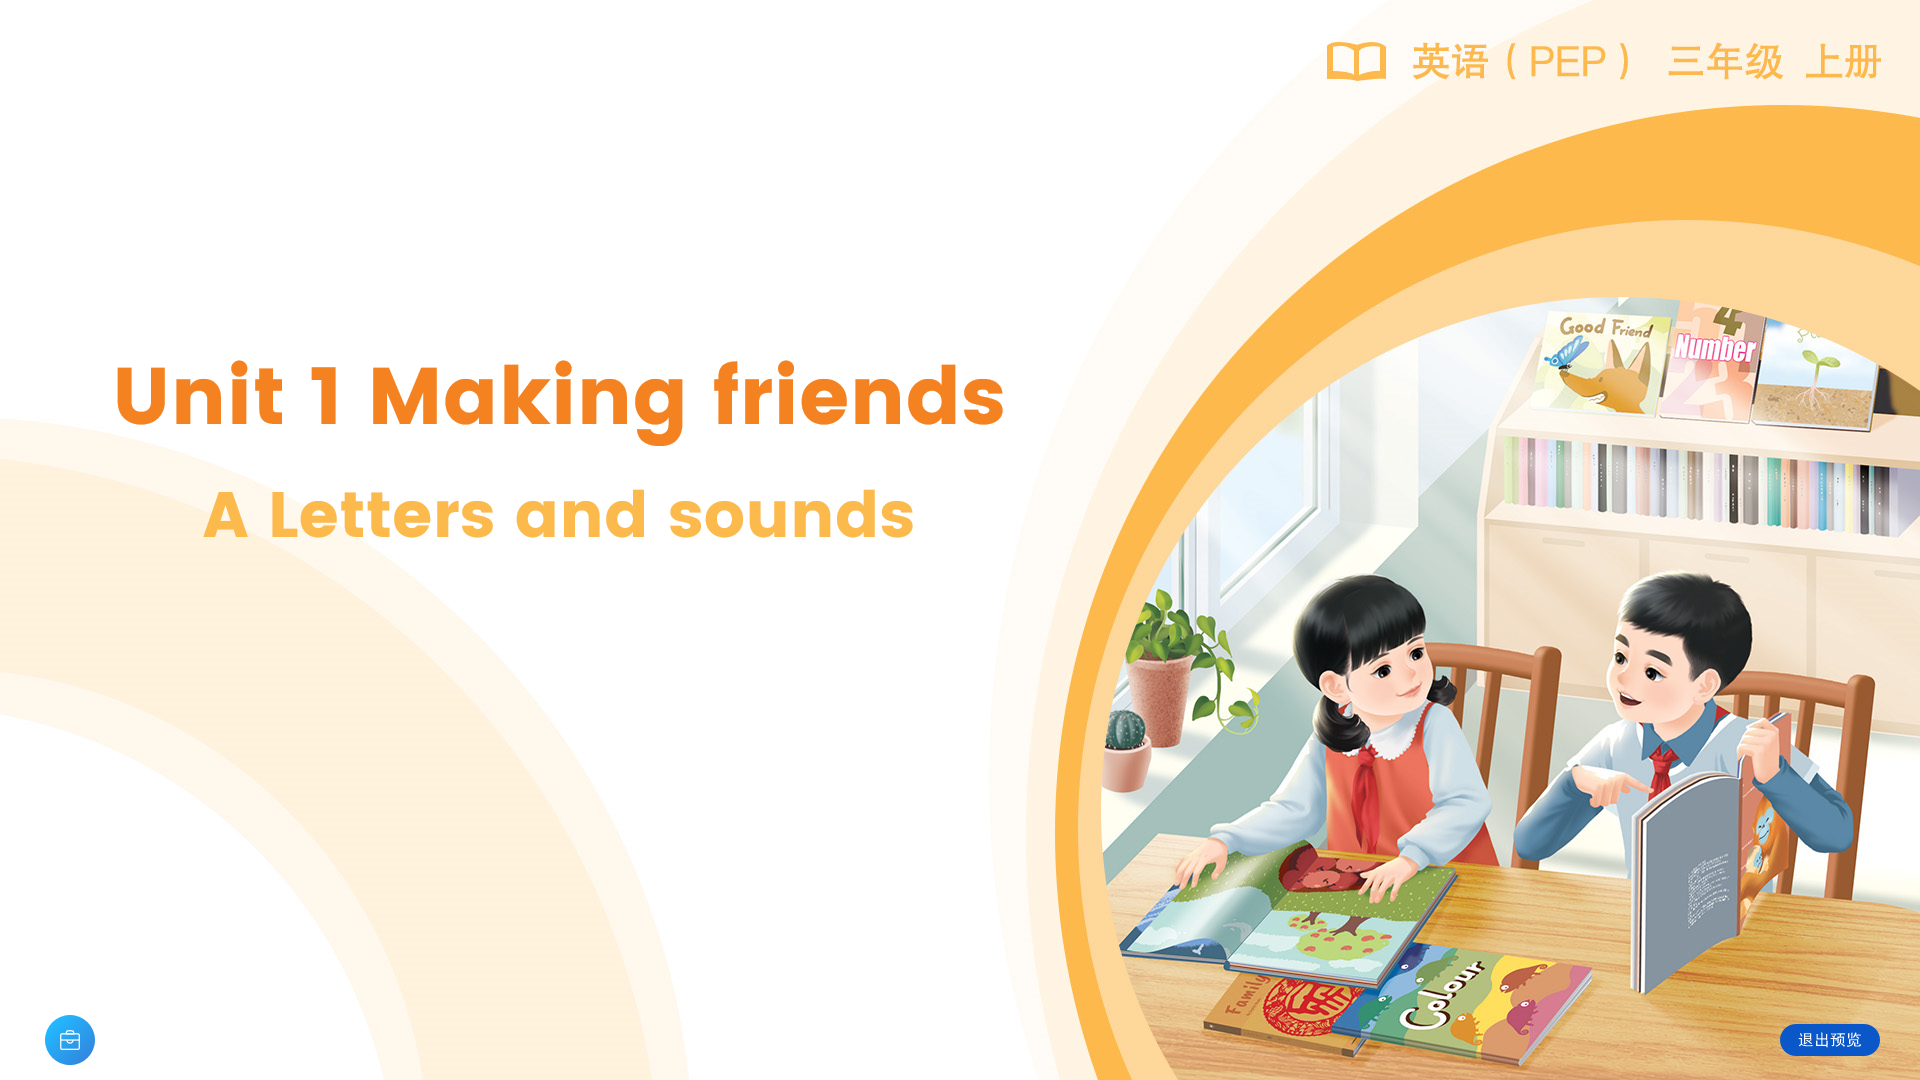 英语（PEP） 三年级 上册
Unit 1 Making friends
A Letters and sounds
Good Friend
4
Number
Family
Colour
退出预览